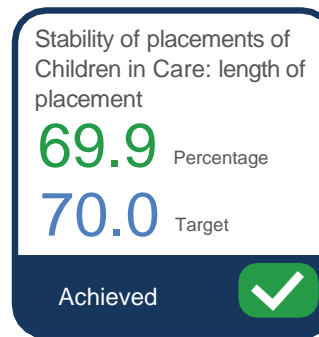 Stability of placements of
Children in Care: length of
placement
69.9 Percentage
70.0 Target
Achieved